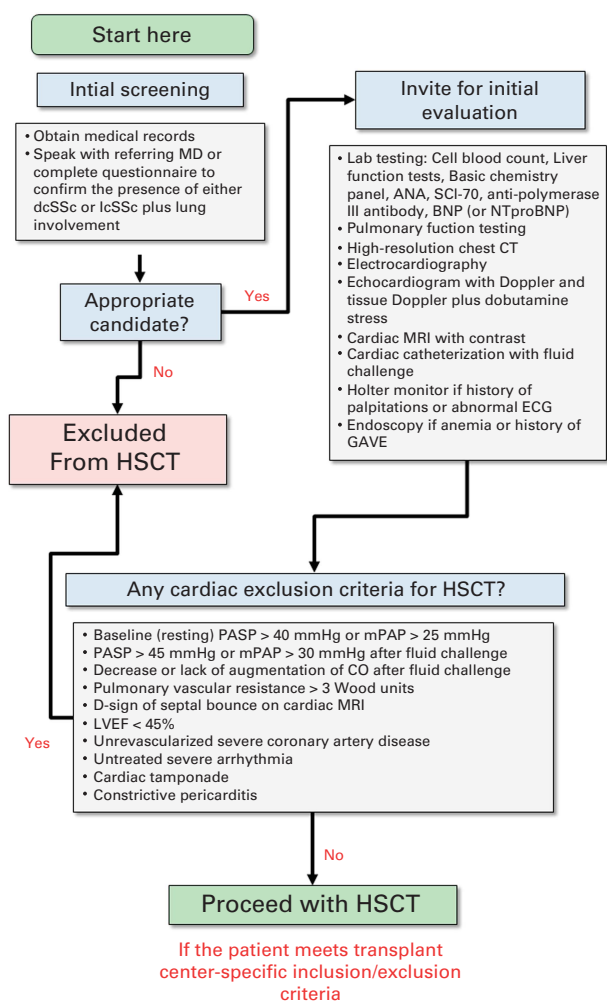 Start here
Intial screening
• Obtain medical records
• Speak with referring MD or
complete questionnaire to
confirm the presence of either
dcSSc or IcSSc plus lung
involvement
Appropriate
candidate?
Yes
No
Excluded
From HSCT
Invite for initial
evaluation
• Lab testing: Cell blood count, Liver
function tests, Basic chemistry
panel, ANA, SCl-70, anti-polymerase
III antibody, BNP (or NTproBNP)
• Pulmonary fuction testing
• High-resolution chest CT
• Electrocardiography
• Echocardiogram with Doppler and
tissue Doppler plus dobutamine
stress
• Cardiac MRI with contrast
• Cardiac catheterization with fluid
challenge
• Holter monitor if history of
palpitations or abnormal ECG
• Endoscopy if anemia or history of
GAVE
Any cardiac exclusion criteria for HSCT?
• Baseline (resting) PASP > 40 mmHg or mPAP > 25 mmHg
• PASP > 45 mmHg or mPAP > 30 mmHg after fluid challenge
• Decrease or lack of augmentation of CO after fluid challenge
• Pulmonary vascular resistance > 3 Wood units
• D-sign of septal bounce on cardiac MRI
• LVEF < 45%
• Unrevascularized severe coronary artery disease
• Untreated severe arrhythmia
• Cardiac tamponade
• Constrictive pericarditis
Yes
No
Proceed with HSCT
If the patient meets transplant
center-specific inclusion/exclusion
criteria